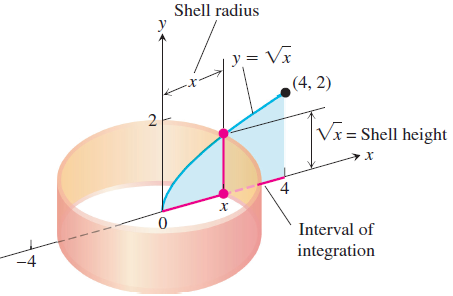 Shell radius
y
y = √x
x
(4, 2)
2
√x = Shell height
x
4
x
0
Interval of
integration
−4